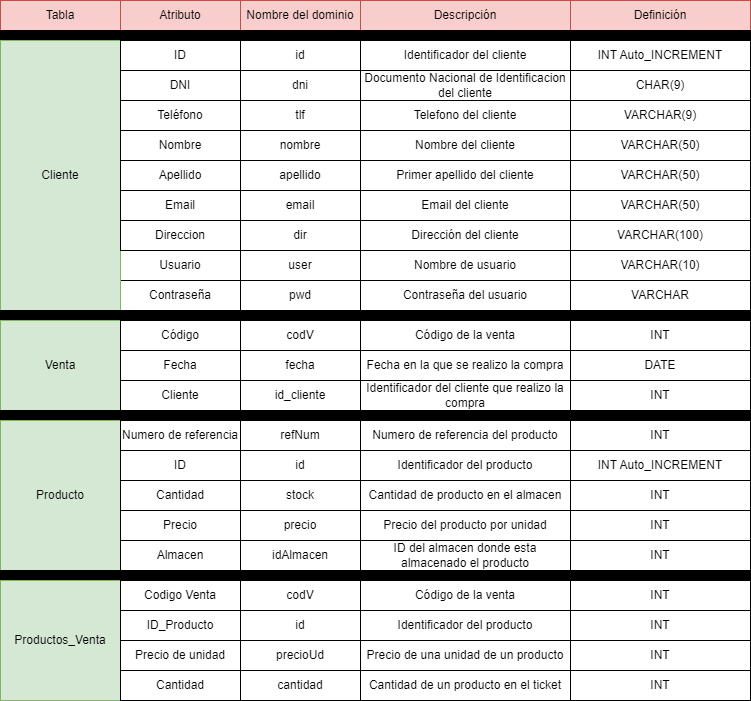 Tabla Atributo Nombre del dominio Descripción Definición
Cliente
ID id Identificador del cliente INT Auto_INCREMENT
DNI dni Documento Nacional de Identificacion del cliente CHAR(9)
Teléfono tlf Telefono del cliente VARCHAR(9)
Nombre nombre Nombre del cliente VARCHAR(50)
Apellido apellido Primer apellido del cliente VARCHAR(50)
Email email Email del cliente VARCHAR(50)
Direccion dir Dirección del cliente VARCHAR(100)
Usuario user Nombre de usuario VARCHAR(10)
Contraseña pwd Contraseña del usuario VARCHAR
Venta
Código codV Código de la venta INT
Fecha fecha Fecha en la que se realizo la compra DATE
Cliente id_cliente Identificador del cliente que realizo la compra INT
Producto
Numero de referencia refNum Numero de referencia del producto INT
ID id Identificador del producto INT Auto_INCREMENT
Cantidad stock Cantidad de producto en el almacen INT
Precio precio Precio del producto por unidad INT
Almacen idAlmacen ID del almacen donde esta almacenado el producto INT
Productos_Venta
Codigo Venta codV Código de la venta INT
ID_Producto id Identificador del producto INT
Precio de unidad precioUd Precio de una unidad de un producto INT
Cantidad cantidad Cantidad de un producto en el ticket INT